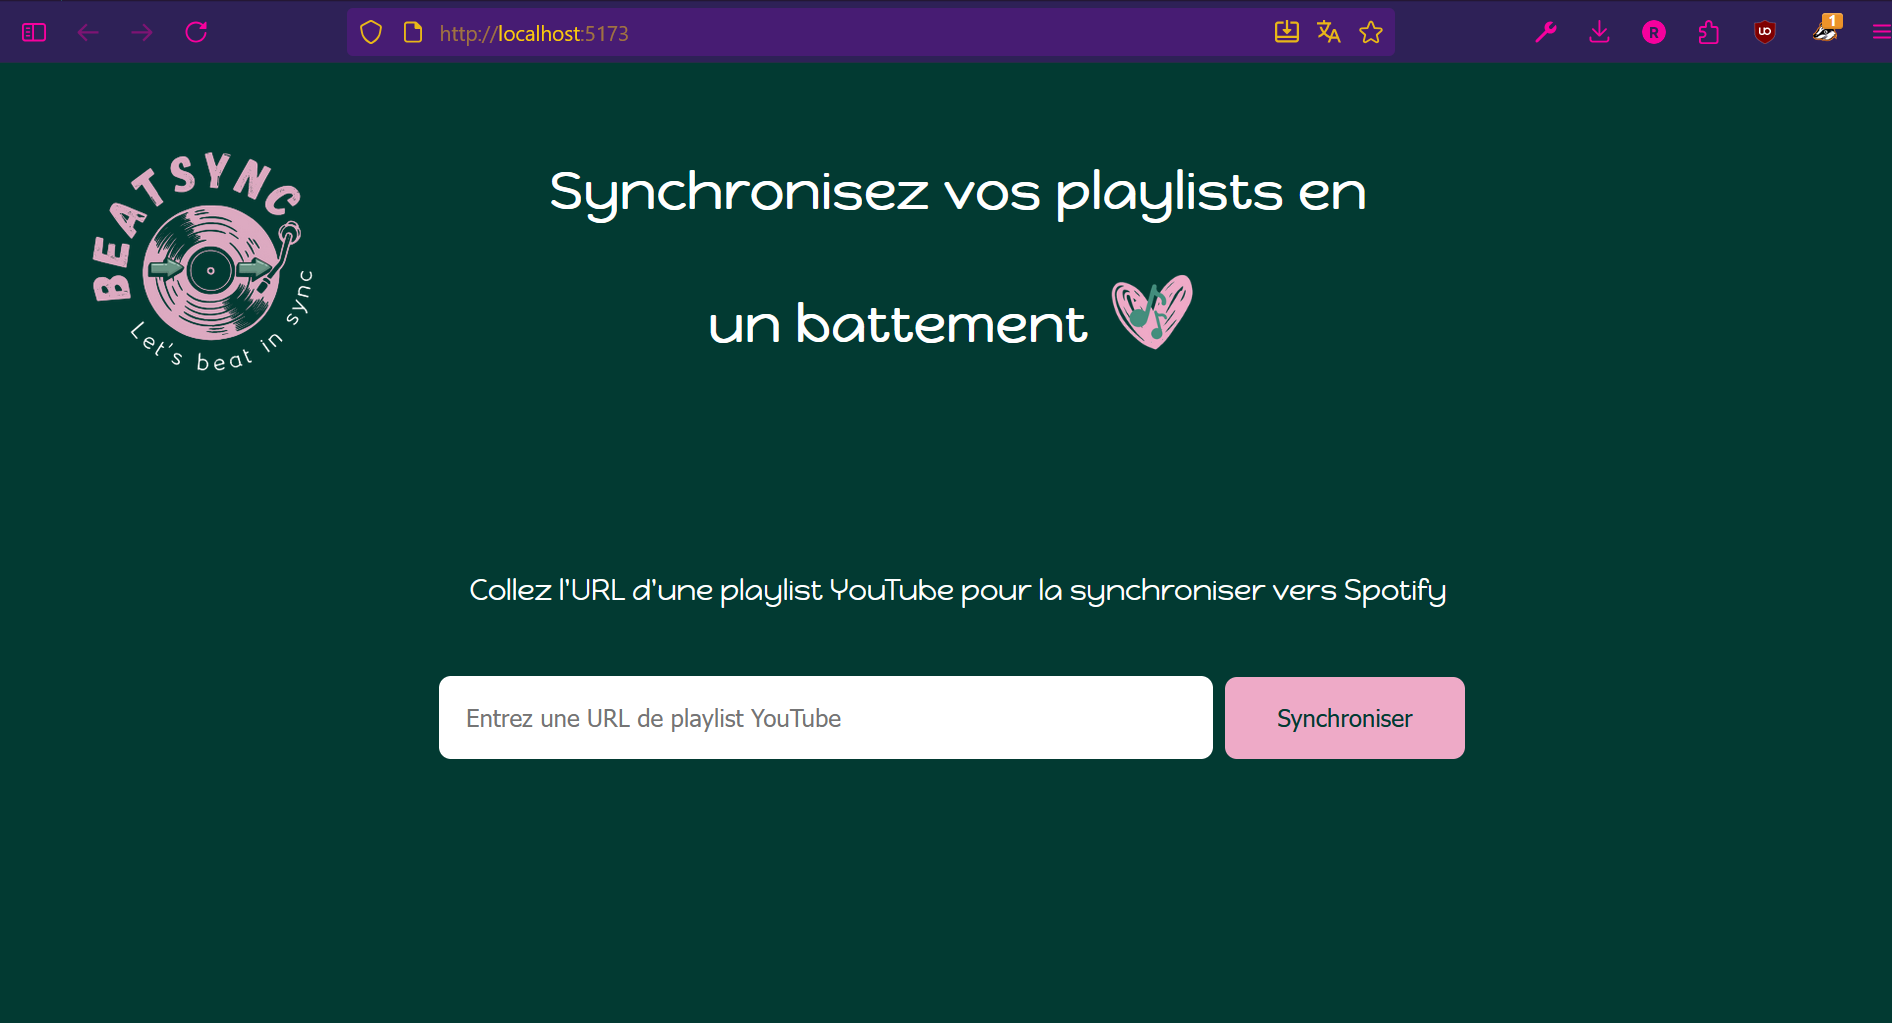 http://localhost:5173
1
BEATSYNC
Let's beat in sync
Synchronisez vos playlists en
un battement
Collez l'URL d'une playlist YouTube pour la synchroniser vers Spotify
Entrez une URL de playlist YouTube
Synchroniser